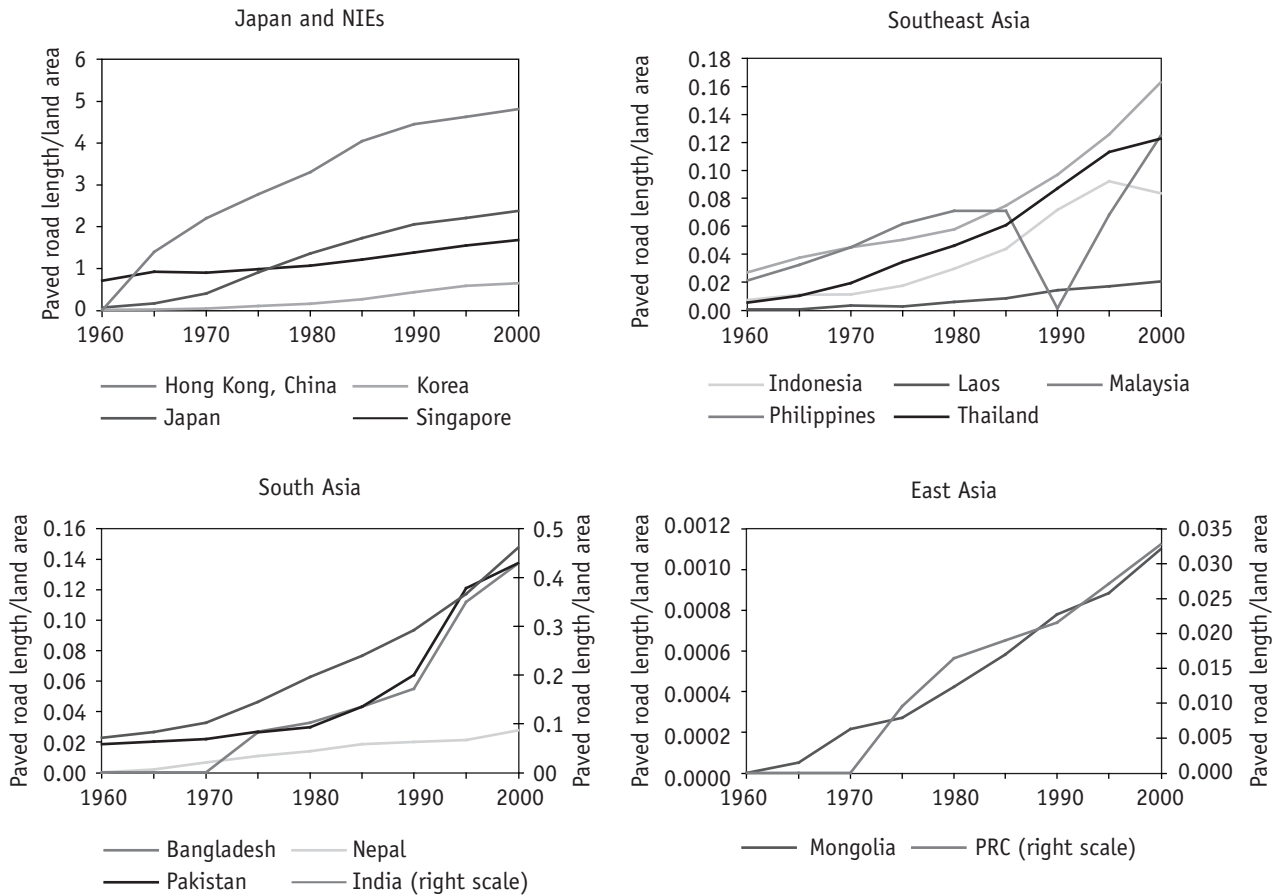 Japan and NIEs
Paved road length/land area
6
5
4
3
2
1
0
1960 1970 1980 1990 2000
Hong Kong, China Korea
Japan Singapore
Southeast Asia
Paved road length/land area
0.18
0.16
0.14
0.12
0.10
0.08
0.06
0.04
0.02
0.00
1960 1970 1980 1990 2000
Indonesia Laos Malaysia
Philippines Thailand
South Asia
Paved road length/land area
0.16
0.14
0.12
0.10
0.08
0.06
0.04
0.02
0.00
0.5
0.4
0.3
0.2
0.1
00
Paved road length/land area
1960 1970 1980 1990 2000
Bangladesh Nepal
Pakistan India (right scale)
East Asia
Paved road length/land area
0.0012
0.0010
0.0008
0.0006
0.0004
0.0002
0.0000
0.035
0.030
0.025
0.020
0.015
0.010
0.005
0.000
Paved road length/land area
1960 1970 1980 1990 2000
Mongolia PRC (right scale)